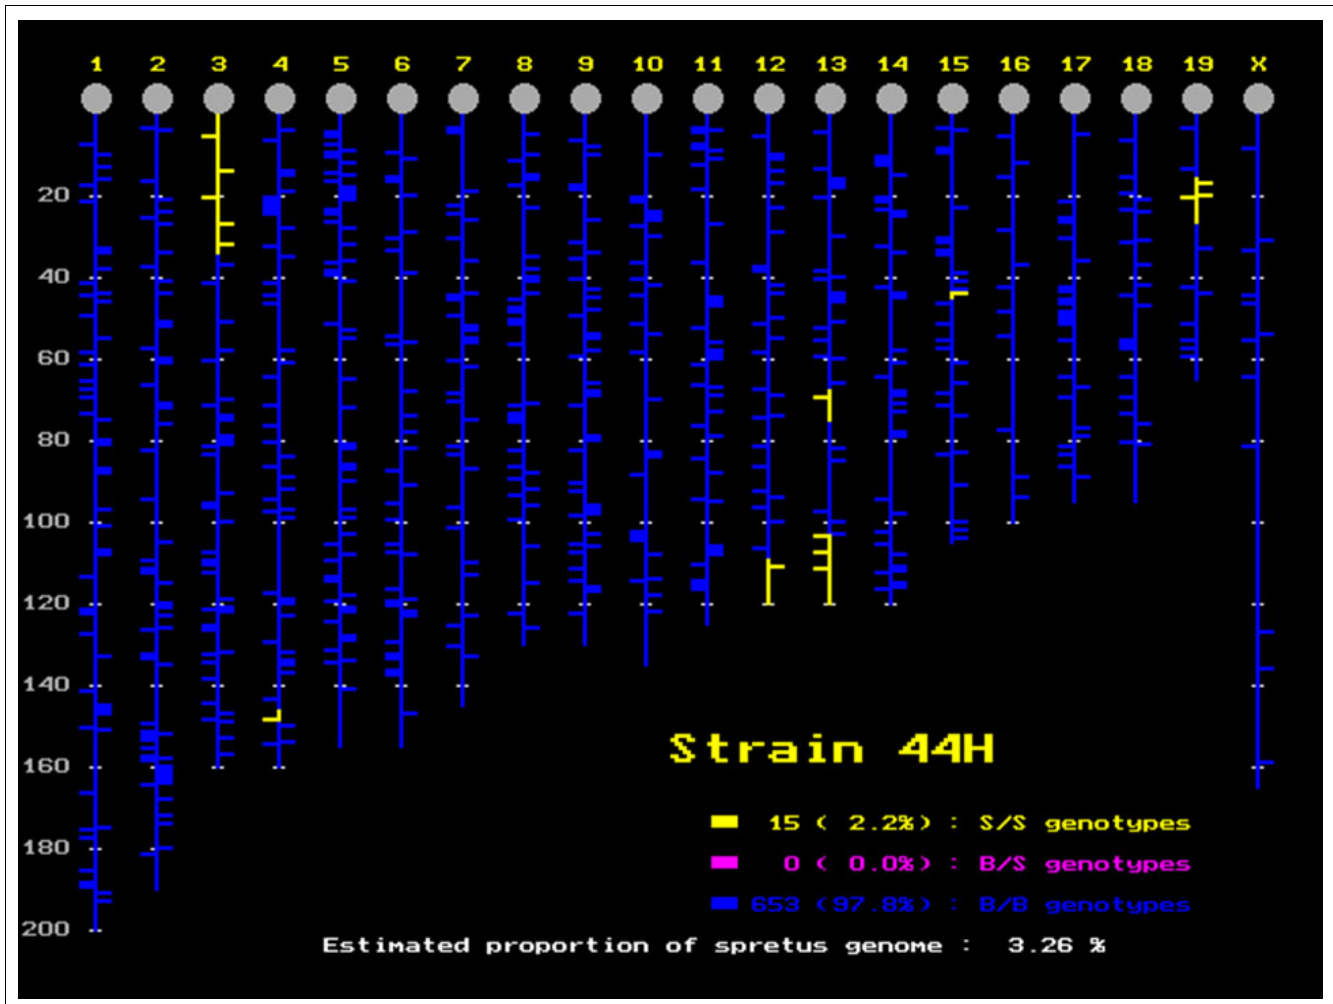 1 2 3 4 5 6 7 8 9 10 11 12 13 14 15 16 17 18 19 X
20
40
60
80
100
120
140
160
180
200
Strain 44H
15 ( 2.2%) : S/S genotypes
0 ( 0.0%) : B/S genotypes
653 (97.8%) : B/B genotypes
Estimated proportion of spretus genome : 3.26 %